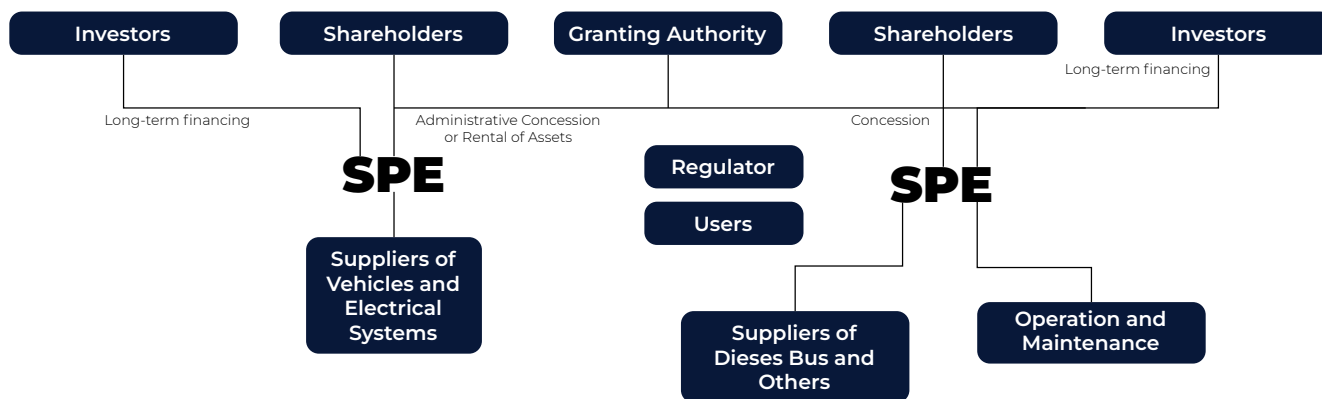 Investors
Shareholders
Granting Authority
Shareholders
Investors
Long-term financing
Long-term financing
Administrative Concession
or Rental of Assets
Concession
SPE
Regulator
SPE
Users
Suppliers of
Vehicles and
Electrical
Systems
Suppliers of
Dieses Bus and
Others
Operation and
Maintenance